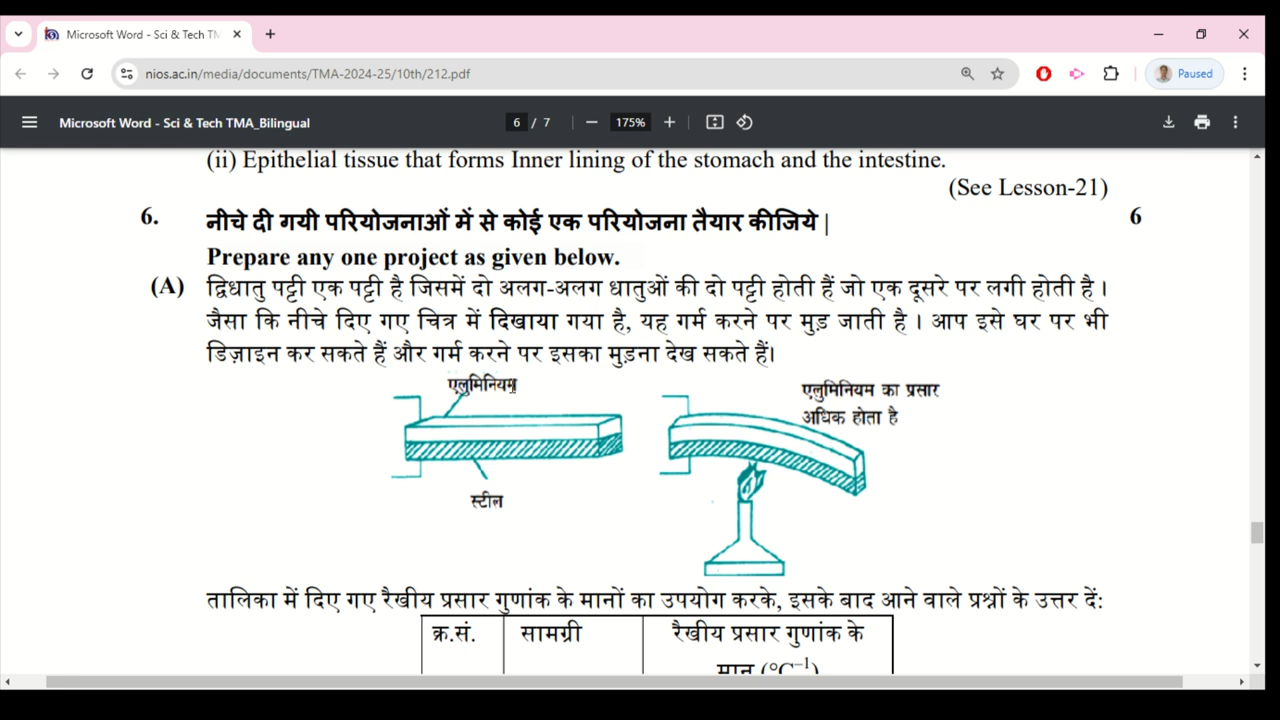 Microsoft Word - Sci & Tech TM
nios.ac.in/media/documents/TMA-2024-25/10th/212.pdf
Paused
Microsoft Word - Sci & Tech TMA_Bilingual
6 / 7
175%
(ii) Epithelial tissue that forms Inner lining of the stomach and the intestine.
(See Lesson-21)
6. नीचे दी गयी परियोजनाओं में से कोई एक परियोजना तैयार कीजिये | 6
Prepare any one project as given below.
(A) द्विधातु पट्टी एक पट्टी है जिसमें दो अलग-अलग धातुओं की दो पट्टी होती हैं जो एक दूसरे पर लगी होती है ।
जैसा कि नीचे दिए गए चित्र में दिखाया गया है, यह गर्म करने पर मुड़ जाती है । आप इसे घर पर भी
डिज़ाइन कर सकते हैं और गर्म करने पर इसका मुड़ना देख सकते हैं।
एलुमिनियम
एलुमिनियम का प्रसार
अधिक होता है
स्टील
तालिका में दिए गए रैखीय प्रसार गुणांक के मानों का उपयोग करके, इसके बाद आने वाले प्रश्नों के उत्तर दें:
क्र.सं. सामग्री रैखीय प्रसार गुणांक के
मान (°C⁻¹)